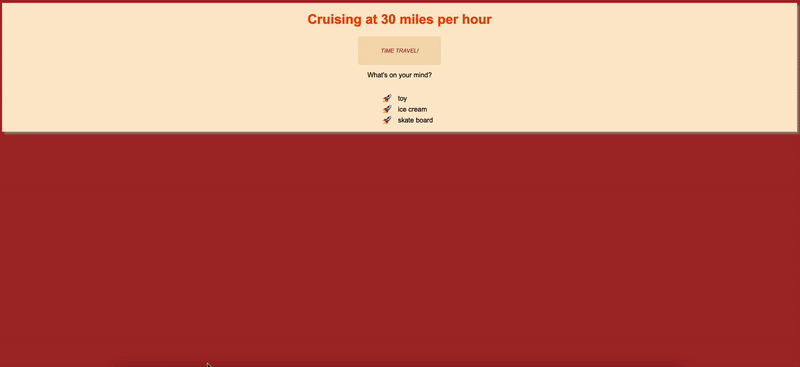 Cruising at 30 miles per hour
TIME TRAVEL!
What's on your mind?
toy
ice cream
skate board